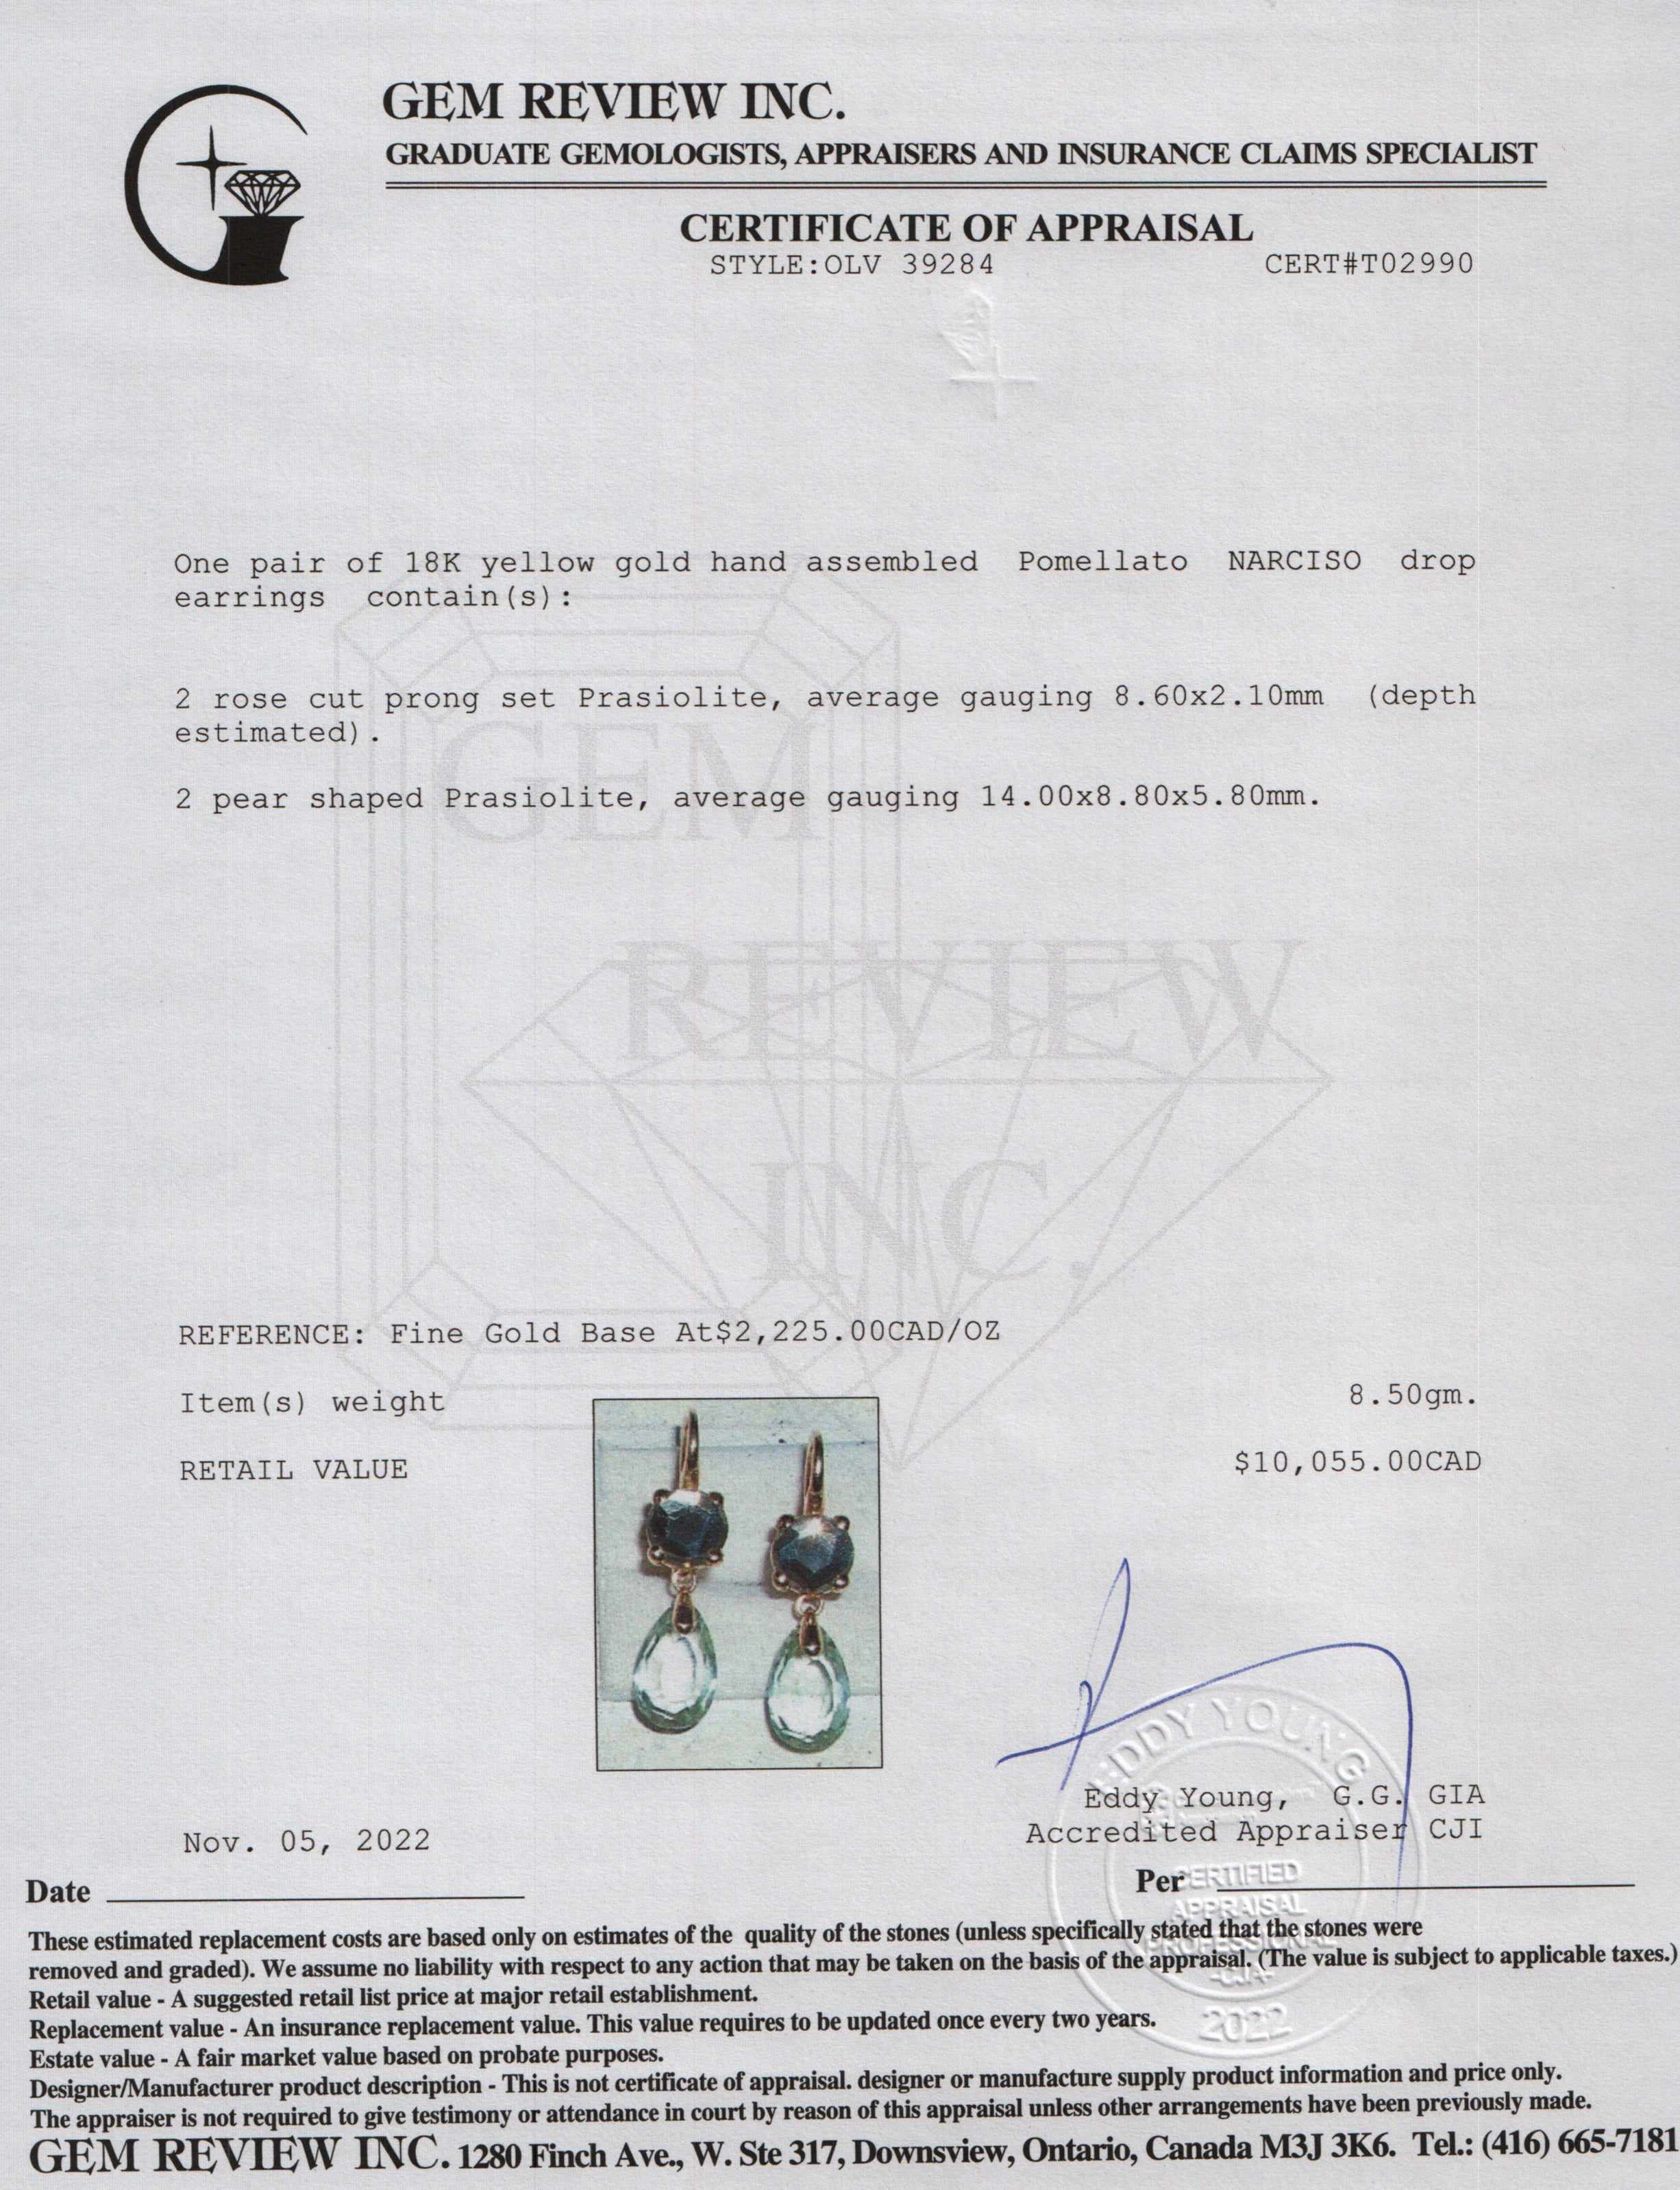 GEM REVIEW INC.
GRADUATE GEMOLOGISTS, APPRAISERS AND INSURANCE CLAIMS SPECIALIST
CERTIFICATE OF APPRAISAL
STYLE:OLV 39284 CERT#T02990
One pair of 18K yellow gold hand assembled Pomellato NARCISO drop
earrings contain(s):
2 rose cut prong set Prasiolite, average gauging 8.60x2.10mm (depth
estimated).
2 pear shaped Prasiolite, average gauging 14.00x8.80x5.80mm.
GEM
REVIEW
INC.
REFERENCE: Fine Gold Base At$2,225.00CAD/OZ
Item(s) weight 8.50gm.
RETAIL VALUE $10,055.00CAD
EDDY YOUNG
Eddy Young, G.G. GIA
Accredited Appraiser CJI
Nov. 05, 2022
Date
Per
CERTIFIED
APPRAISAL
PROFESSIONAL
-CJA-
2022
These estimated replacement costs are based only on estimates of the quality of the stones (unless specifically stated that the stones were
removed and graded). We assume no liability with respect to any action that may be taken on the basis of the appraisal. (The value is subject to applicable taxes.)
Retail value - A suggested retail list price at major retail establishment.
Replacement value - An insurance replacement value. This value requires to be updated once every two years.
Estate value - A fair market value based on probate purposes.
Designer/Manufacturer product description - This is not certificate of appraisal. designer or manufacture supply product information and price only.
The appraiser is not required to give testimony or attendance in court by reason of this appraisal unless other arrangements have been previously made.
GEM REVIEW INC. 1280 Finch Ave., W. Ste 317, Downsview, Ontario, Canada M3J 3K6. Tel.: (416) 665-7181